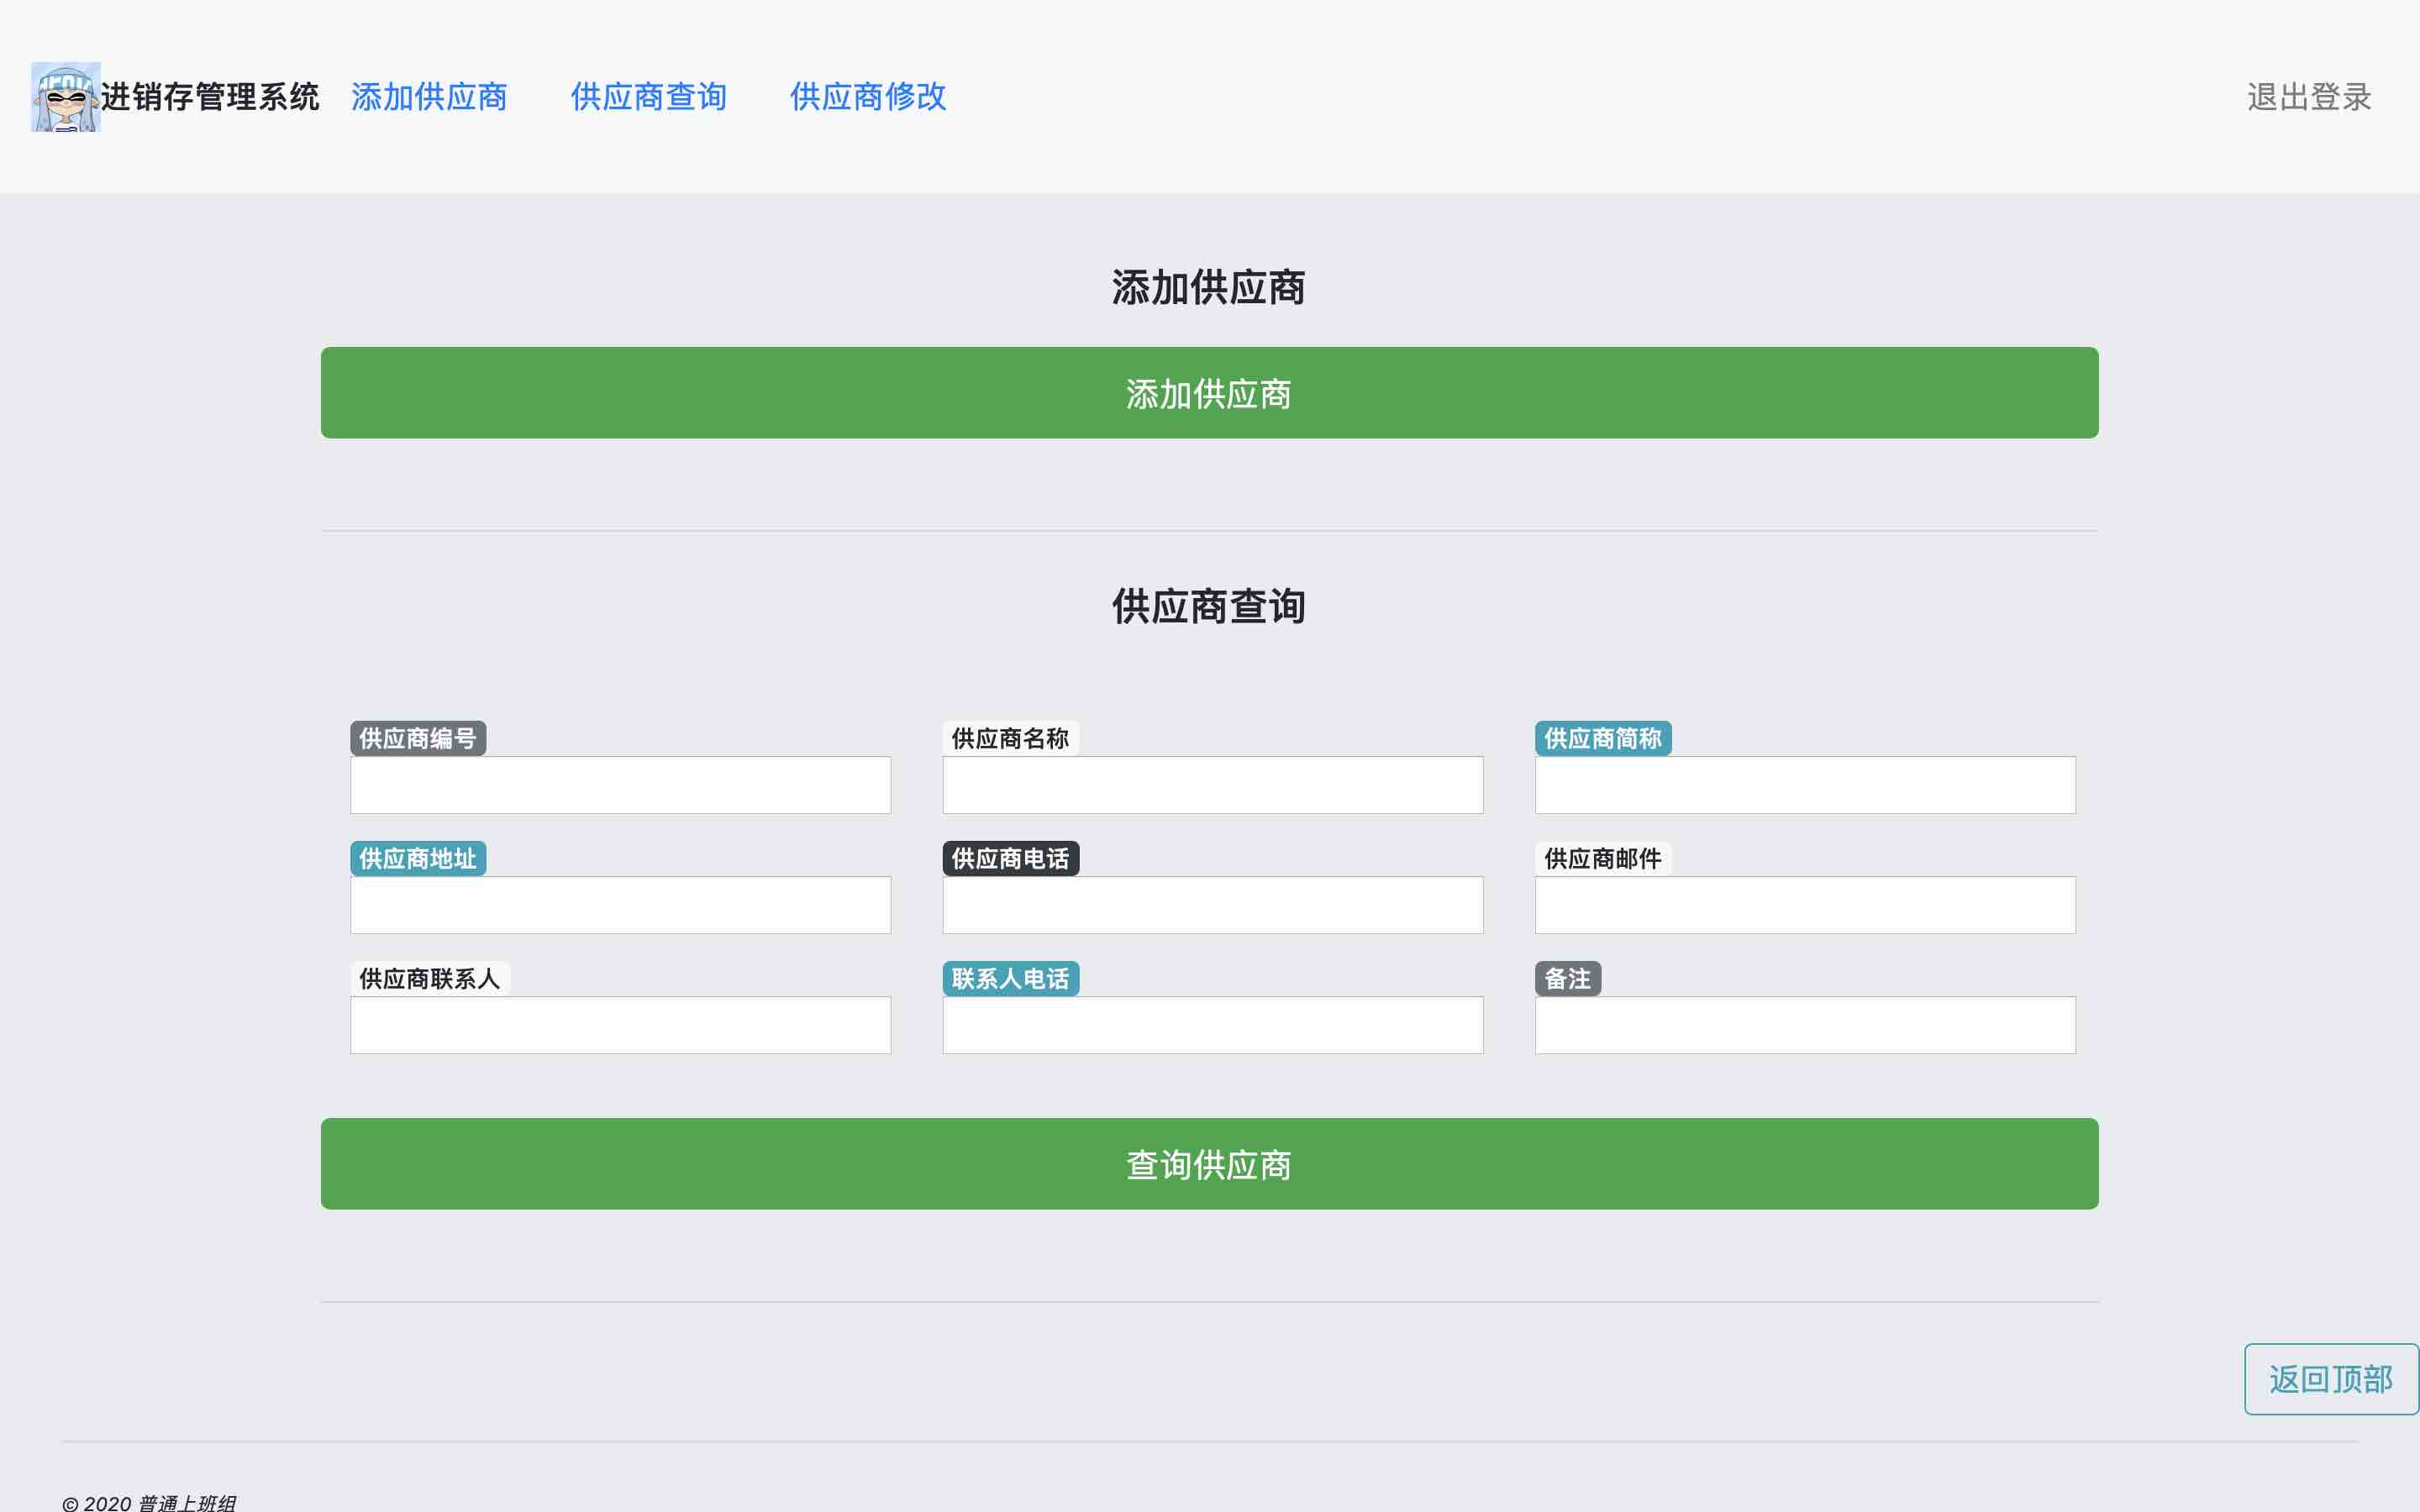 进销存管理系统 添加供应商 供应商查询 供应商修改 退出登录
添加供应商
添加供应商
供应商查询
供应商编号 供应商名称 供应商简称
供应商地址 供应商电话 供应商邮件
供应商联系人 联系人电话 备注
查询供应商
返回顶部
© 2020 普通上班组